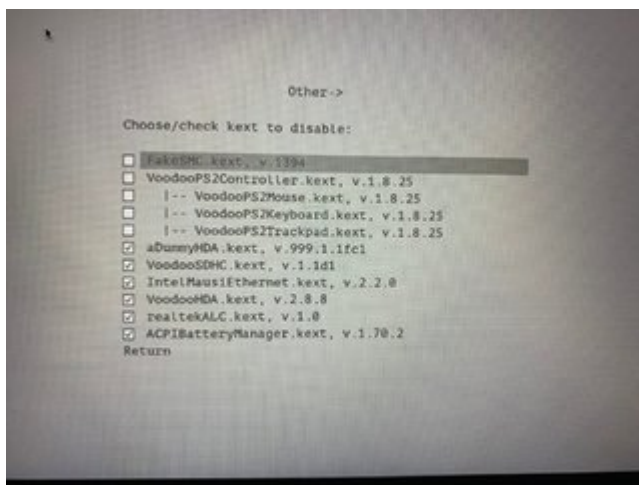 Other->
Choose/check kext to disable:
FakeSMC.kext, v.1394
VoodooPS2Controller.kext, v.1.8.25
|-- VoodooPS2Mouse.kext, v.1.8.25
|-- VoodooPS2Keyboard.kext, v.1.8.25
|-- VoodooPS2Trackpad.kext, v.1.8.25
aDummyHDA.kext, v.999.1.1fc1
VoodooSDHC.kext, v.1.1d1
IntelMausiEthernet.kext, v.2.2.0
VoodooHDA.kext, v.2.8.8
realtekALC.kext, v.1.0
ACPIBatteryManager.kext, v.1.70.2
Return